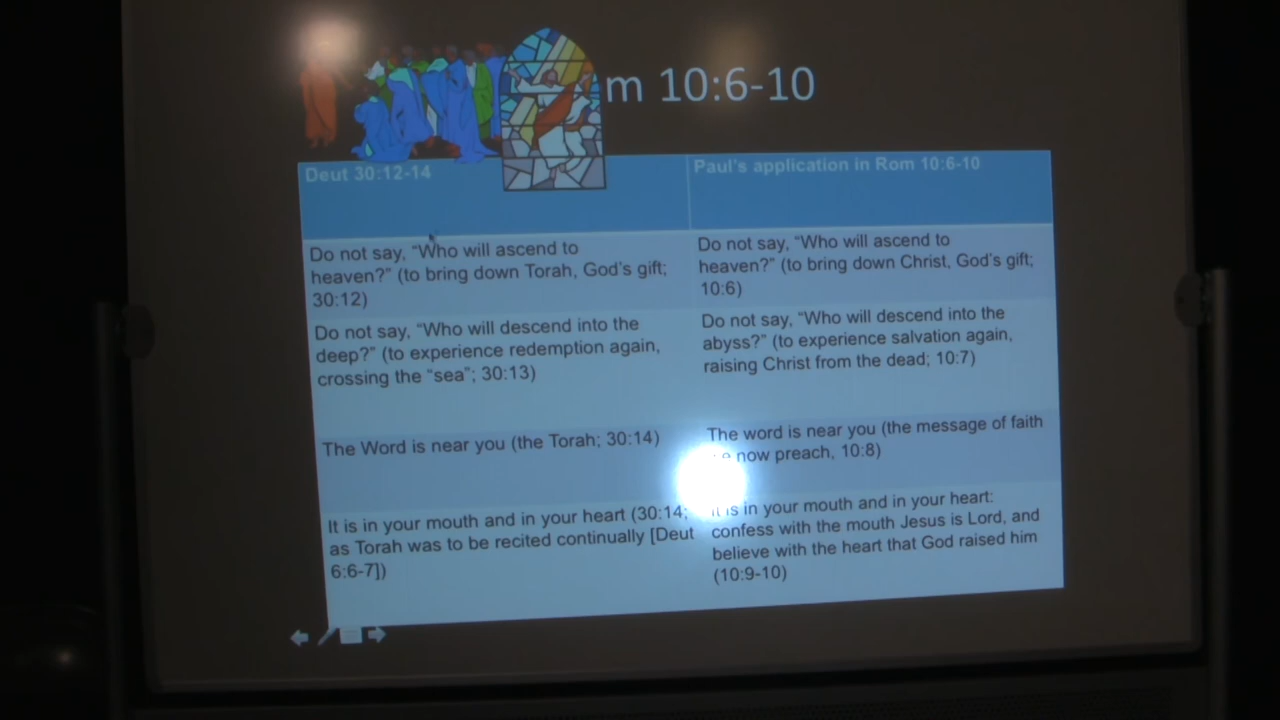 m 10:6-10
Deut 30:12-14
Paul's application in Rom 10:6-10
Do not say, “Who will ascend to
heaven?” (to bring down Torah, God's gift;
30:12)
Do not say, “Who will ascend to
heaven?” (to bring down Christ, God's gift;
10:6)
Do not say, “Who will descend into the
deep?” (to experience redemption again,
crossing the “sea”; 30:13)
Do not say, “Who will descend into the
abyss?” (to experience salvation again,
raising Christ from the dead; 10:7)
The Word is near you (the Torah; 30:14)
The word is near you (the message of faith
now preach, 10:8)
It is in your mouth and in your heart (30:14;
as Torah was to be recited continually [Deut
6:6-7])
It is in your mouth and in your heart:
confess with the mouth Jesus is Lord, and
believe with the heart that God raised him
(10:9-10)